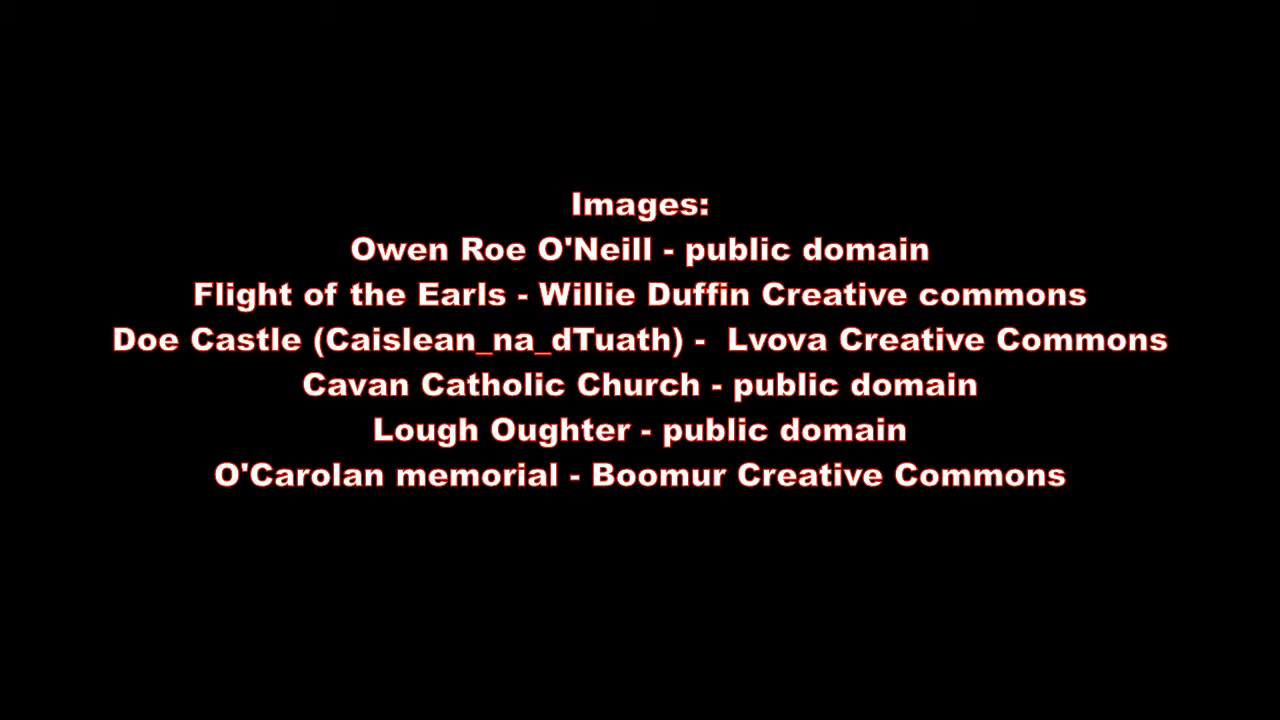 Images:
Owen Roe O'Neill - public domain
Flight of the Earls - Willie Duffin Creative commons
Doe Castle (Caislean_na_dTuath) -  Lvova Creative Commons
Cavan Catholic Church - public domain
Lough Oughter - public domain
O'Carolan memorial - Boomur Creative Commons